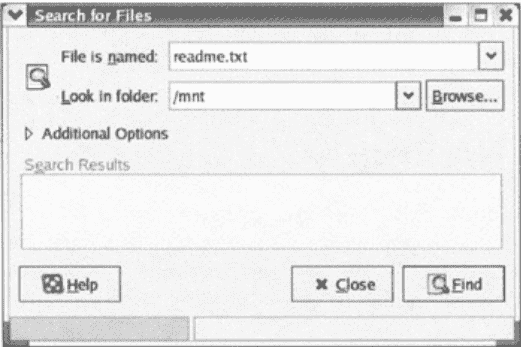 Search for Files
File is named: readme.txt
Look in folder: /mnt Browse...
Additional Options
Search Results
Help Close Find